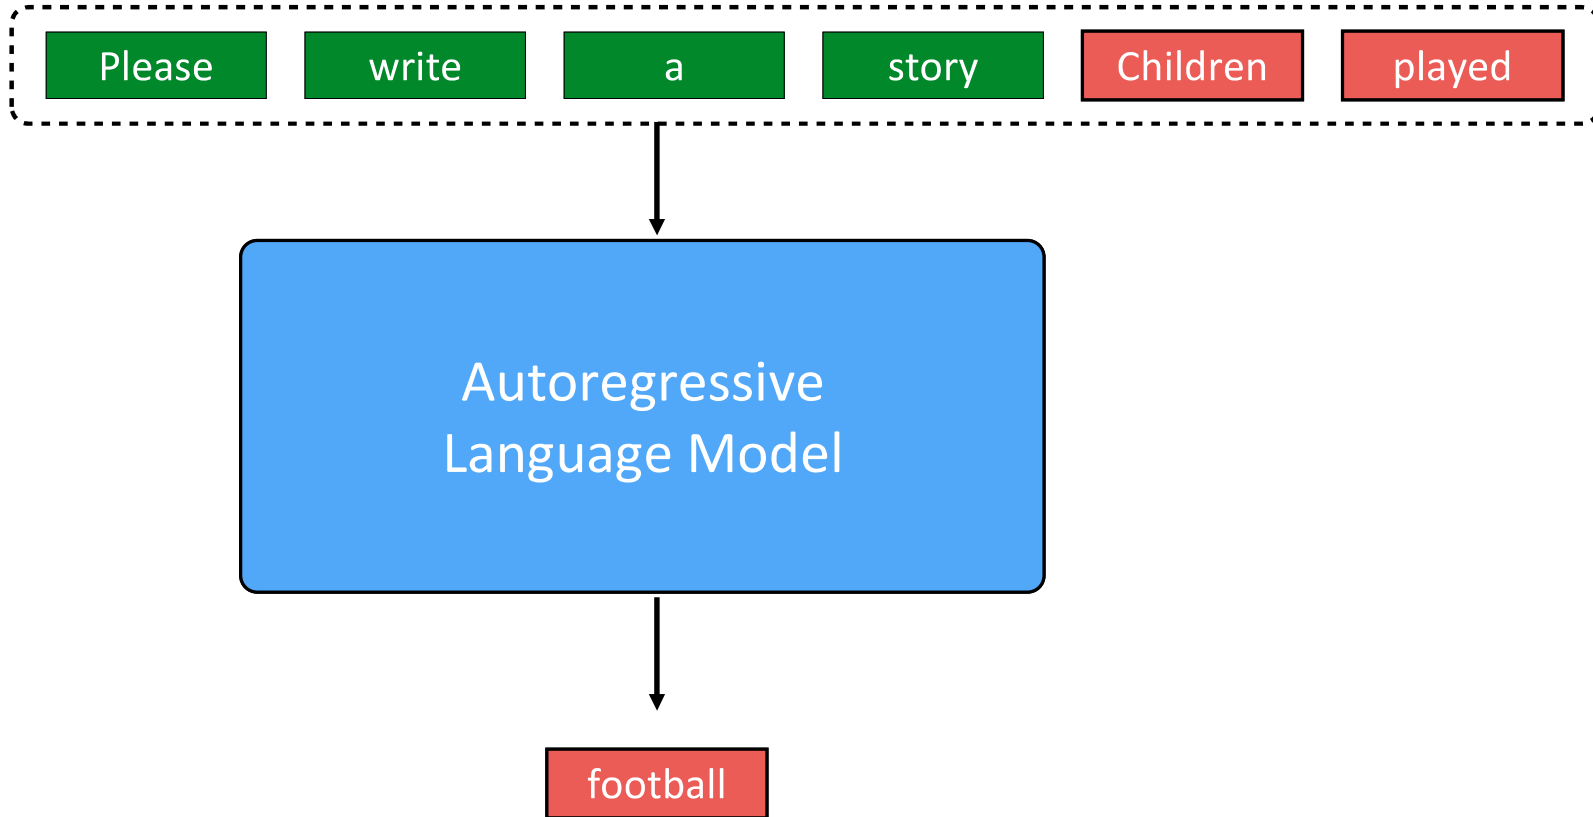 Please write a story Children played
Autoregressive
Language Model
football